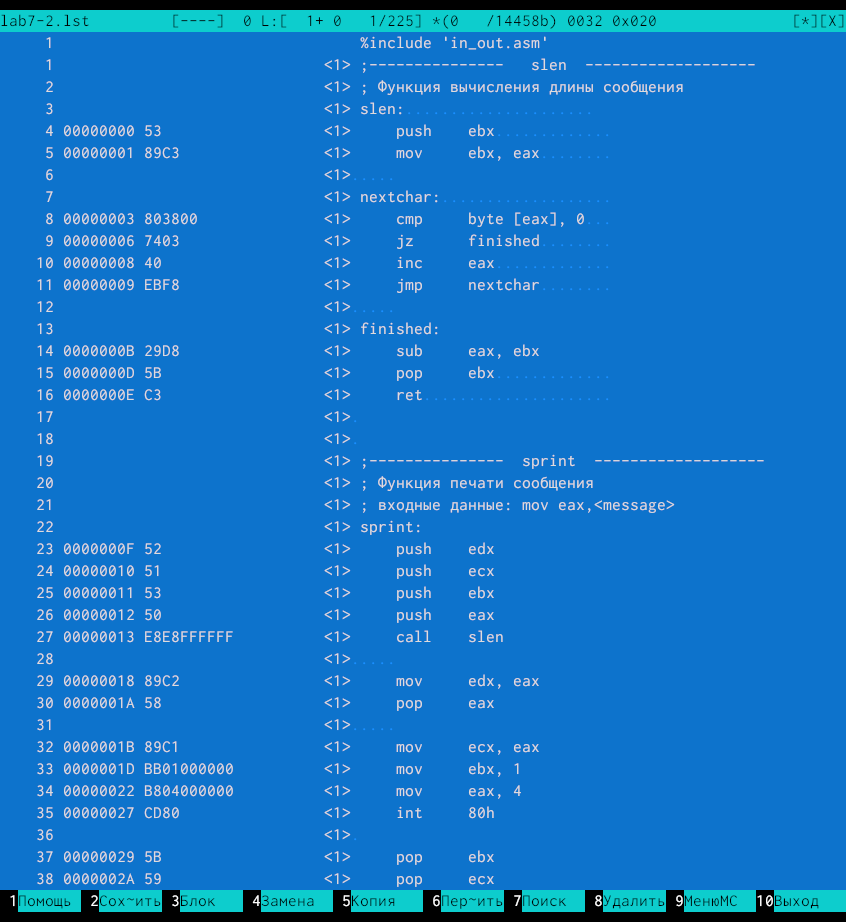 lab7-2.lst [----] 0 L:[ 1+ 0 1/225] *(0 /14458b) 0032 0x020 [*][X]
1 %include 'in_out.asm'
1 <1> ;--------------- slen -------------------
2 <1> ; Функция вычисления длины сообщения
3 <1> slen:
4 00000000 53 <1> push ebx
5 00000001 89C3 <1> mov ebx, eax
6 <1>
7 <1> nextchar:
8 00000003 803800 <1> cmp byte [eax], 0
9 00000006 7403 <1> jz finished
10 00000008 40 <1> inc eax
11 00000009 EBF8 <1> jmp nextchar
12 <1>
13 <1> finished:
14 0000000B 29D8 <1> sub eax, ebx
15 0000000D 5B <1> pop ebx
16 0000000E C3 <1> ret
17 <1>
18 <1>
19 <1> ;--------------- sprint -------------------
20 <1> ; Функция печати сообщения
21 <1> ; входные данные: mov eax,<message>
22 <1> sprint:
23 0000000F 52 <1> push edx
24 00000010 51 <1> push ecx
25 00000011 53 <1> push ebx
26 00000012 50 <1> push eax
27 00000013 E8E8FFFFFF <1> call slen
28 <1>
29 00000018 89C2 <1> mov edx, eax
30 0000001A 58 <1> pop eax
31 <1>
32 0000001B 89C1 <1> mov ecx, eax
33 0000001D BB01000000 <1> mov ebx, 1
34 00000022 B804000000 <1> mov eax, 4
35 00000027 CD80 <1> int 80h
36 <1>
37 00000029 5B <1> pop ebx
38 0000002A 59 <1> pop ecx
1Помощь 2Сох~ить 3Блок 4Замена 5Копия 6Пер~ить 7Поиск 8Удалить 9МенюMC 10Выход